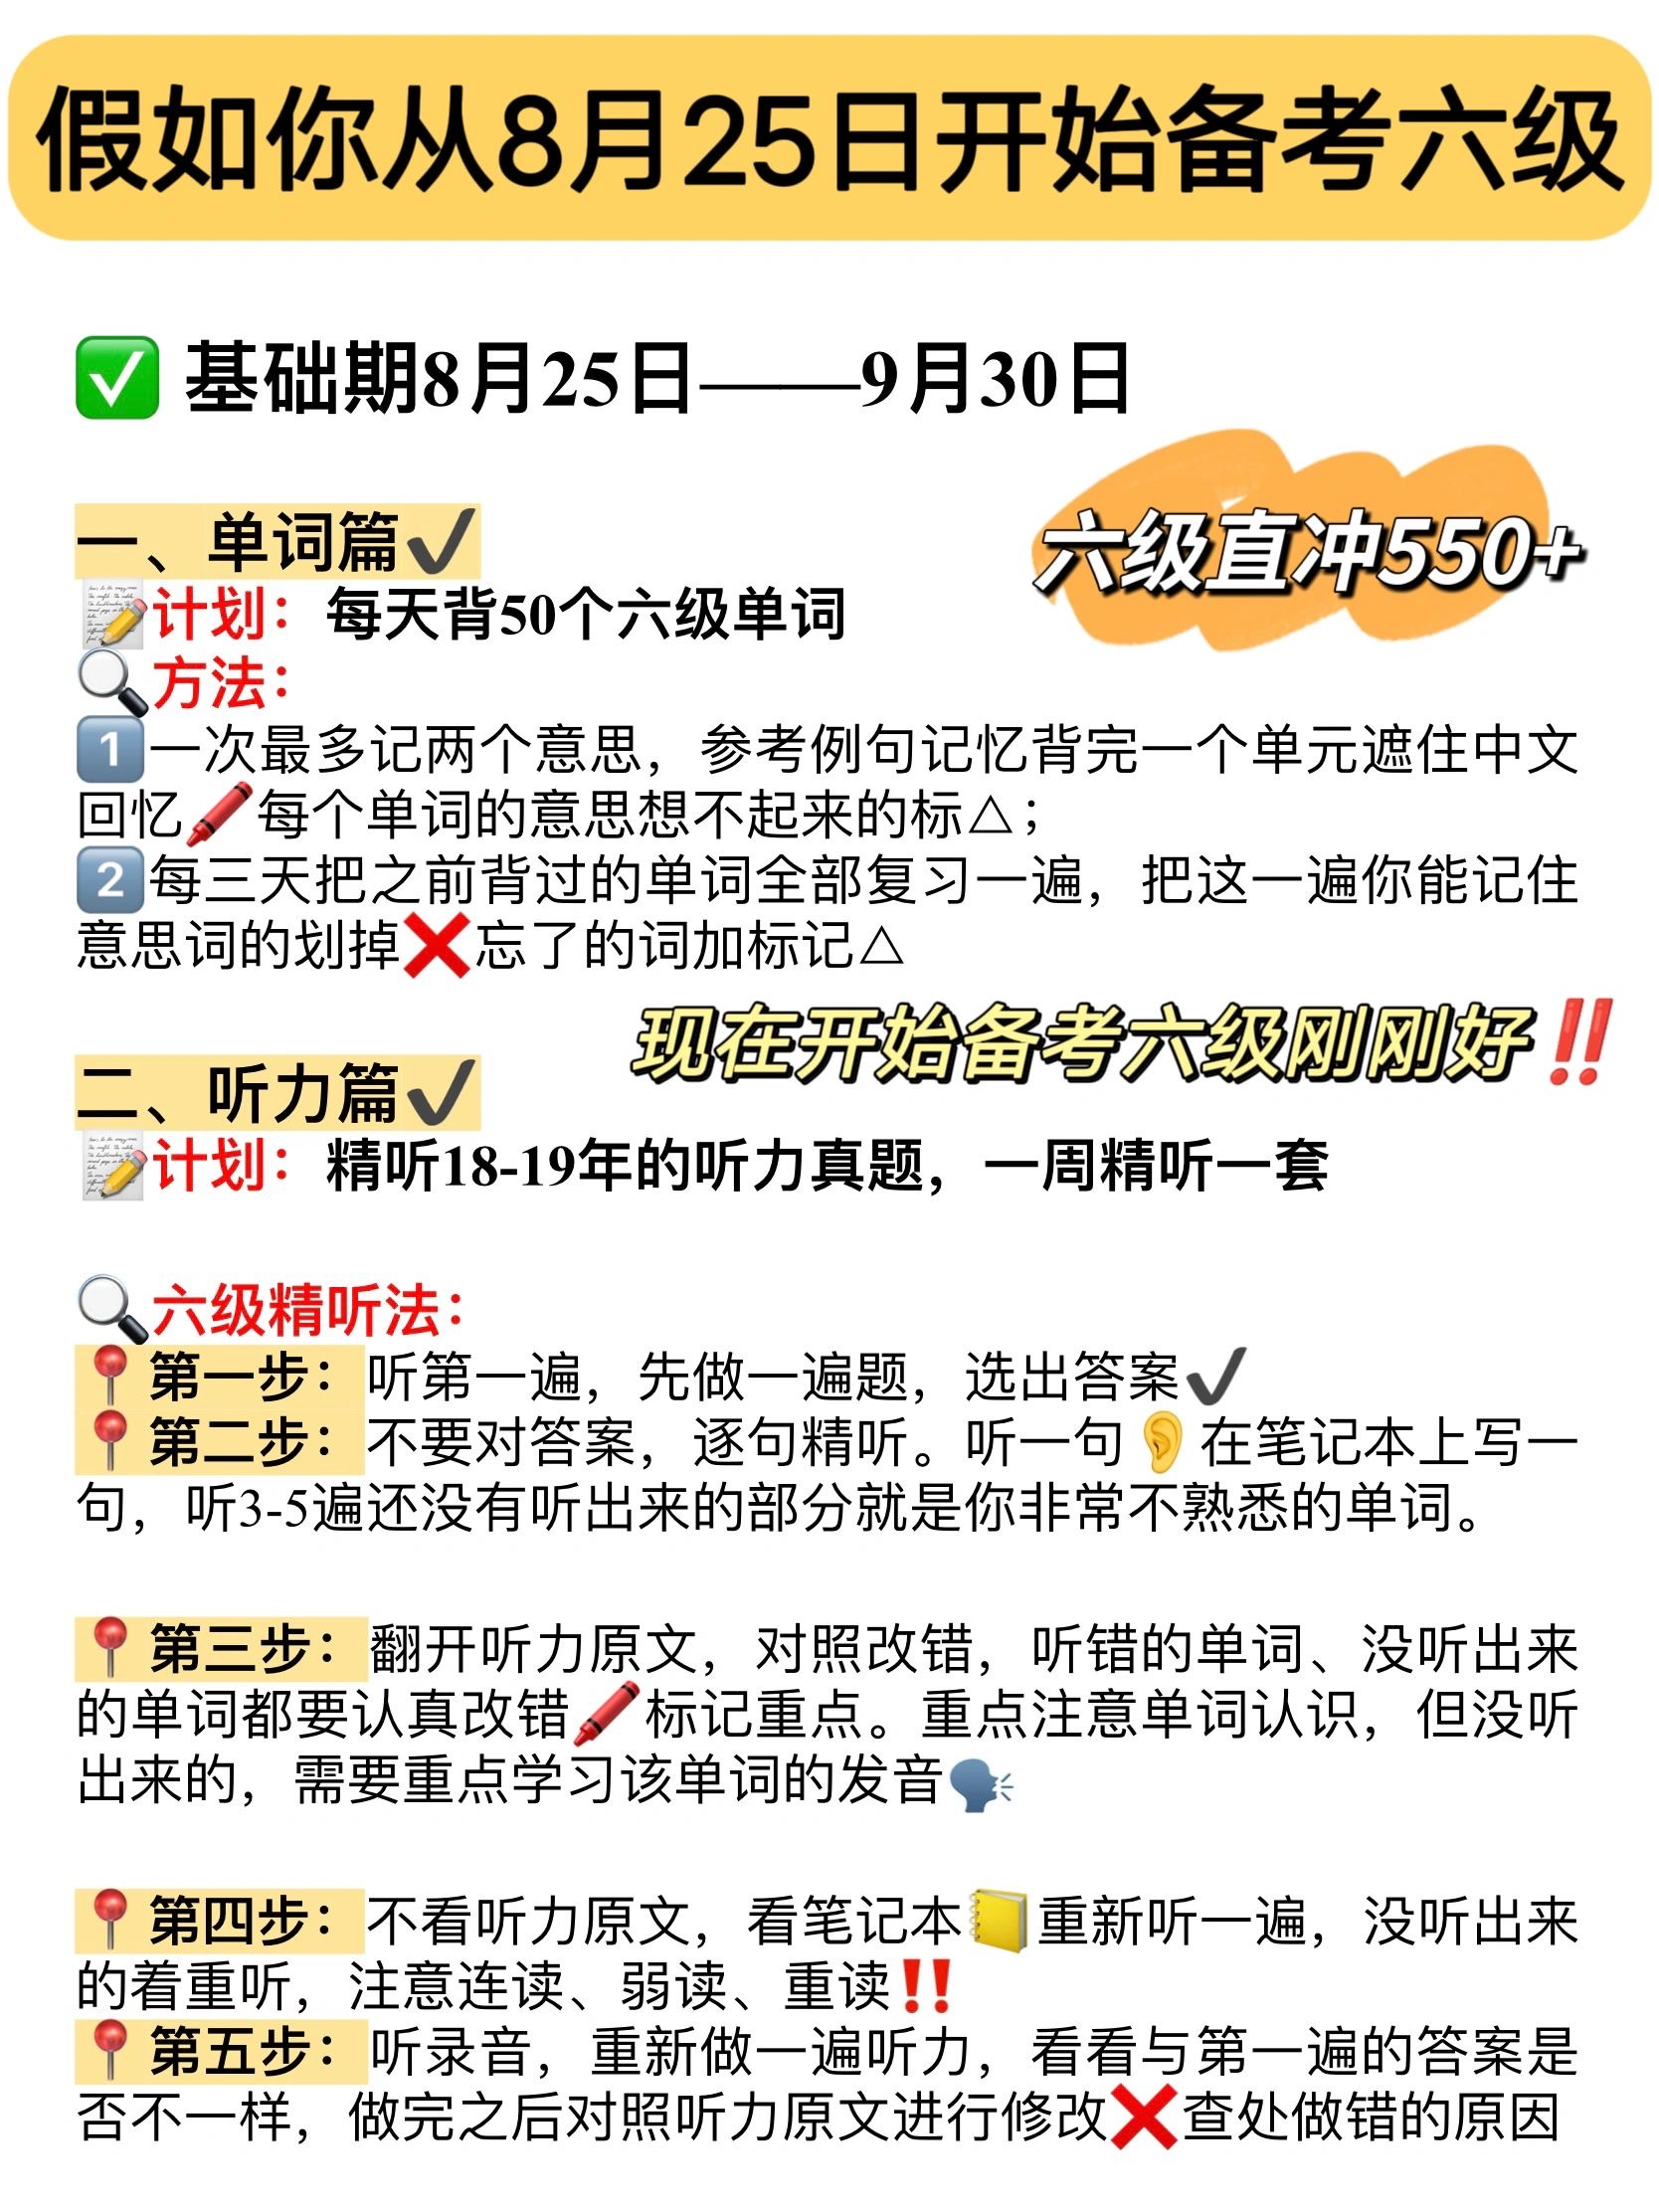 假如你从8月25日开始备考六级
✅ 基础期8月25日——9月30日
六级直冲550+
一、单词篇✔
📝计划：每天背50个六级单词
🔍方法：
1️⃣一次最多记两个意思，参考例句记忆背完一个单元遮住中文
回忆🖍每个单词的意思想不起来的标△；
2️⃣每三天把之前背过的单词全部复习一遍，把这一遍你能记住
意思词的划掉❌忘了的词加标记△
现在开始备考六级刚刚好‼️
二、听力篇✔
📝计划：精听18-19年的听力真题，一周精听一套
🔍六级精听法：
📍第一步：听第一遍，先做一遍题，选出答案✔
📍第二步：不要对答案，逐句精听。听一句👂在笔记本上写一
句，听3-5遍还没有听出来的部分就是你非常不熟悉的单词。
📍第三步：翻开听力原文，对照改错，听错的单词、没听出来
的单词都要认真改错🖍标记重点。重点注意单词认识，但没听
出来的，需要重点学习该单词的发音🗣
📍第四步：不看听力原文，看笔记本📒重新听一遍，没听出来
的着重听，注意连读、弱读、重读‼️
📍第五步：听录音，重新做一遍听力，看看与第一遍的答案是
否不一样，做完之后对照听力原文进行修改❌查处做错的原因